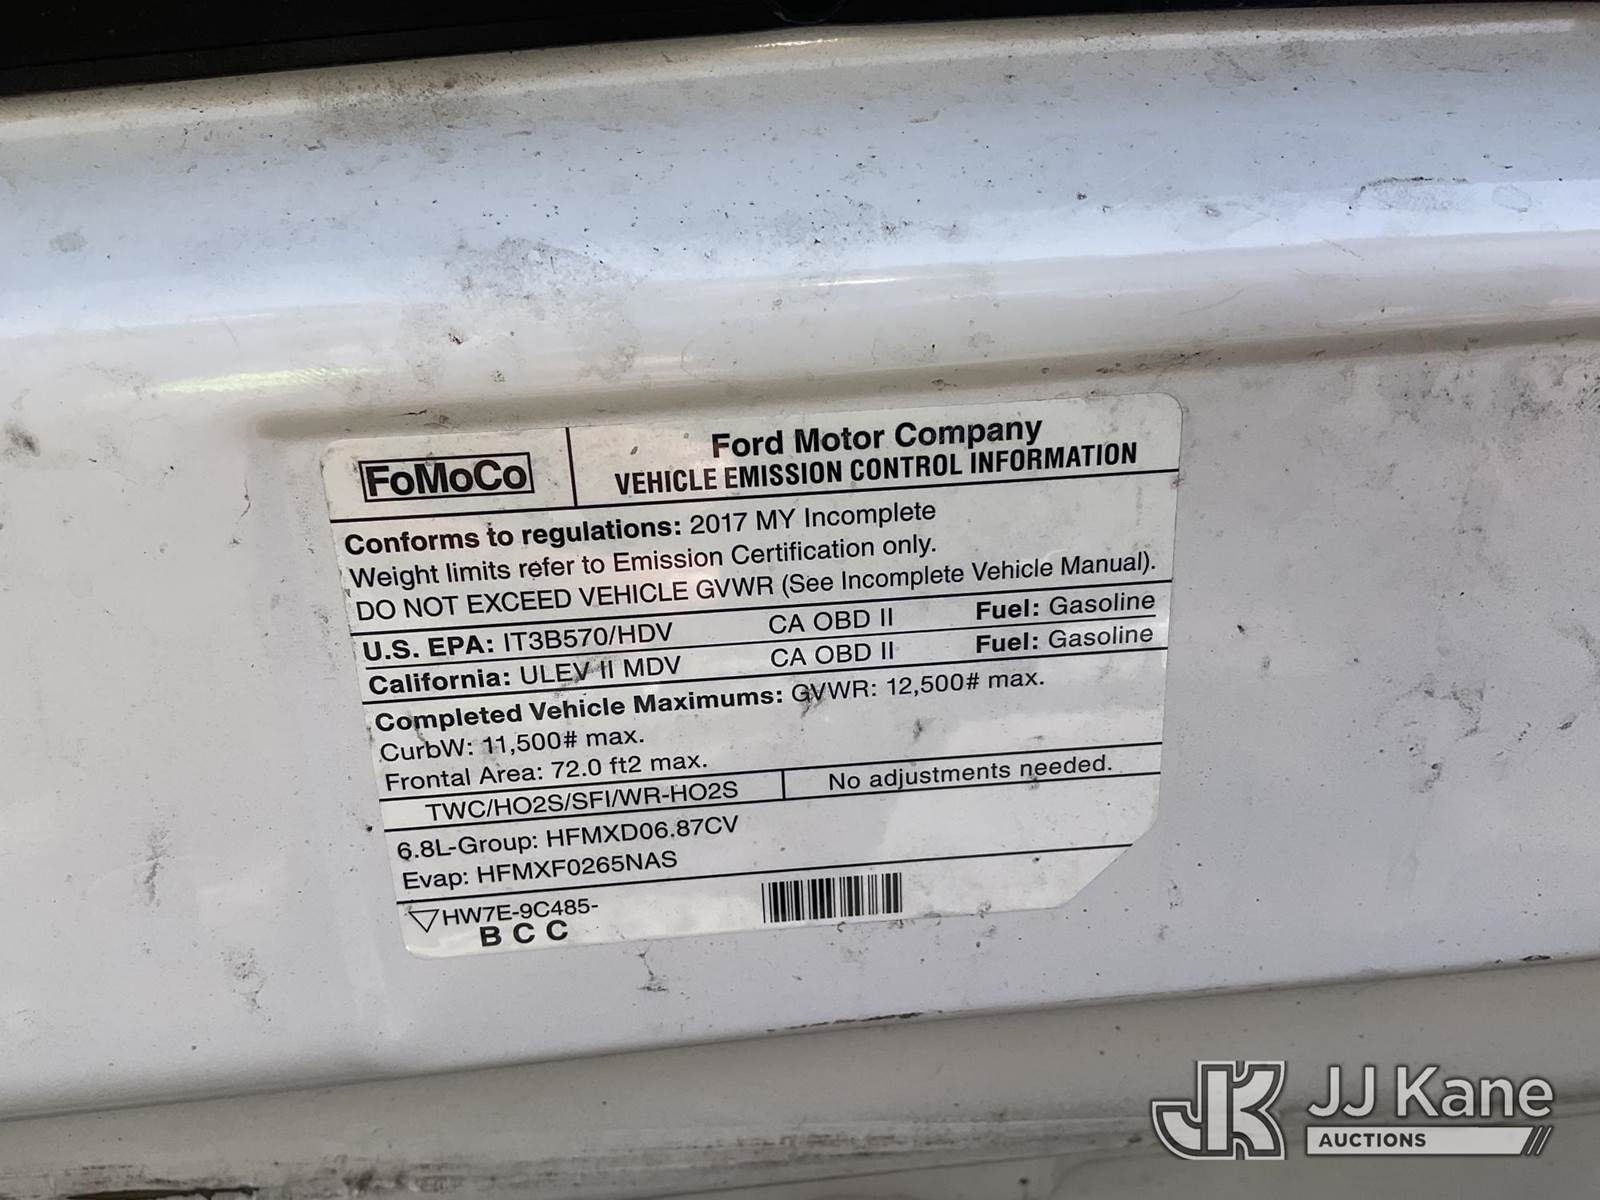 FoMoCo
Ford Motor Company
VEHICLE EMISSION CONTROL INFORMATION
Conforms to regulations: 2017 MY Incomplete
Weight limits refer to Emission Certification only.
DO NOT EXCEED VEHICLE GVWR (See Incomplete Vehicle Manual).
U.S. EPA: IT3B570/HDV CA OBD II Fuel: Gasoline
California: ULEV II MDV CA OBD II Fuel: Gasoline
Completed Vehicle Maximums: GVWR: 12,500# max.
CurbW: 11,500# max.
Frontal Area: 72.0 ft2 max.
TWC/HO2S/SFI/WR-HO2S No adjustments needed.
6.8L-Group: HFMXD06.87CV
Evap: HFMXF0265NAS
HW7E-9C485-
B C C
JK JJ Kane
AUCTIONS